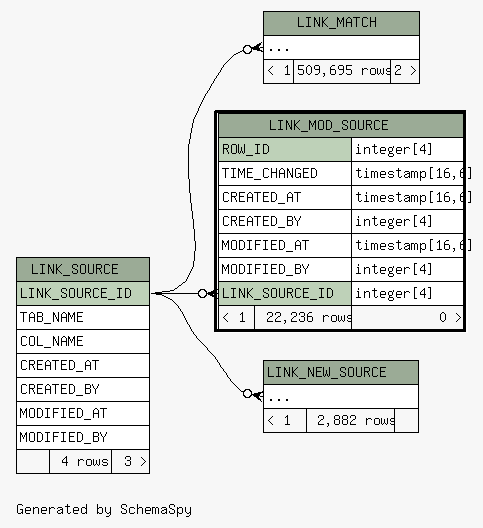 LINK_MATCH
...
< 1 509,695 rows 2 >
LINK_MOD_SOURCE
ROW_ID integer[4]
TIME_CHANGED timestamp[16,6]
CREATED_AT timestamp[16,6]
CREATED_BY integer[4]
MODIFIED_AT timestamp[16,6]
MODIFIED_BY integer[4]
LINK_SOURCE_ID integer[4]
< 1 22,236 rows 0 >
LINK_SOURCE
LINK_SOURCE_ID
TAB_NAME
COL_NAME
CREATED_AT
CREATED_BY
MODIFIED_AT
MODIFIED_BY
4 rows 3 >
LINK_NEW_SOURCE
...
< 1 2,882 rows
Generated by SchemaSpy